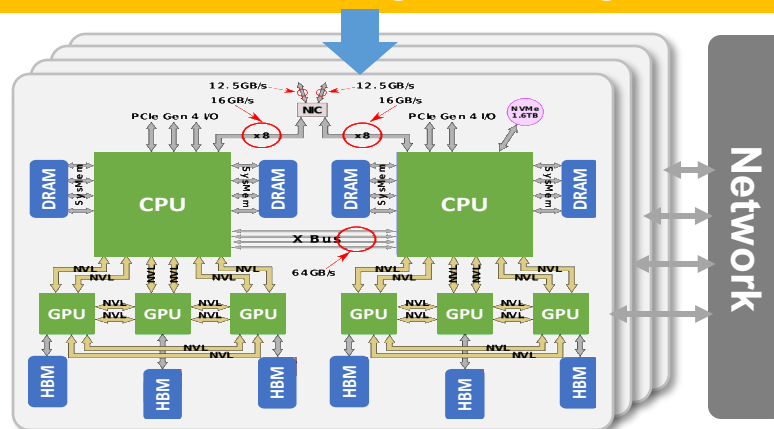 12.5GB/s
12.5GB/s
16GB/s
NIC
16GB/s
NVMe
1.6TB
PCIe Gen 4 I/O
PCIe Gen 4 I/O
x8
x8
DRAM
SysMem
CPU
SysMem
DRAM
DRAM
SysMem
CPU
SysMem
DRAM
X Bus
64GB/s
NVL
NVL
NVL
NVL
NVL
NVL
NVL
NVL
NVL
NVL
NVL
NVL
GPU
NVL
NVL
GPU
NVL
NVL
GPU
GPU
NVL
NVL
GPU
NVL
NVL
GPU
NVL
NVL
NVL
NVL
HBM
HBM
HBM
HBM
HBM
HBM
Network